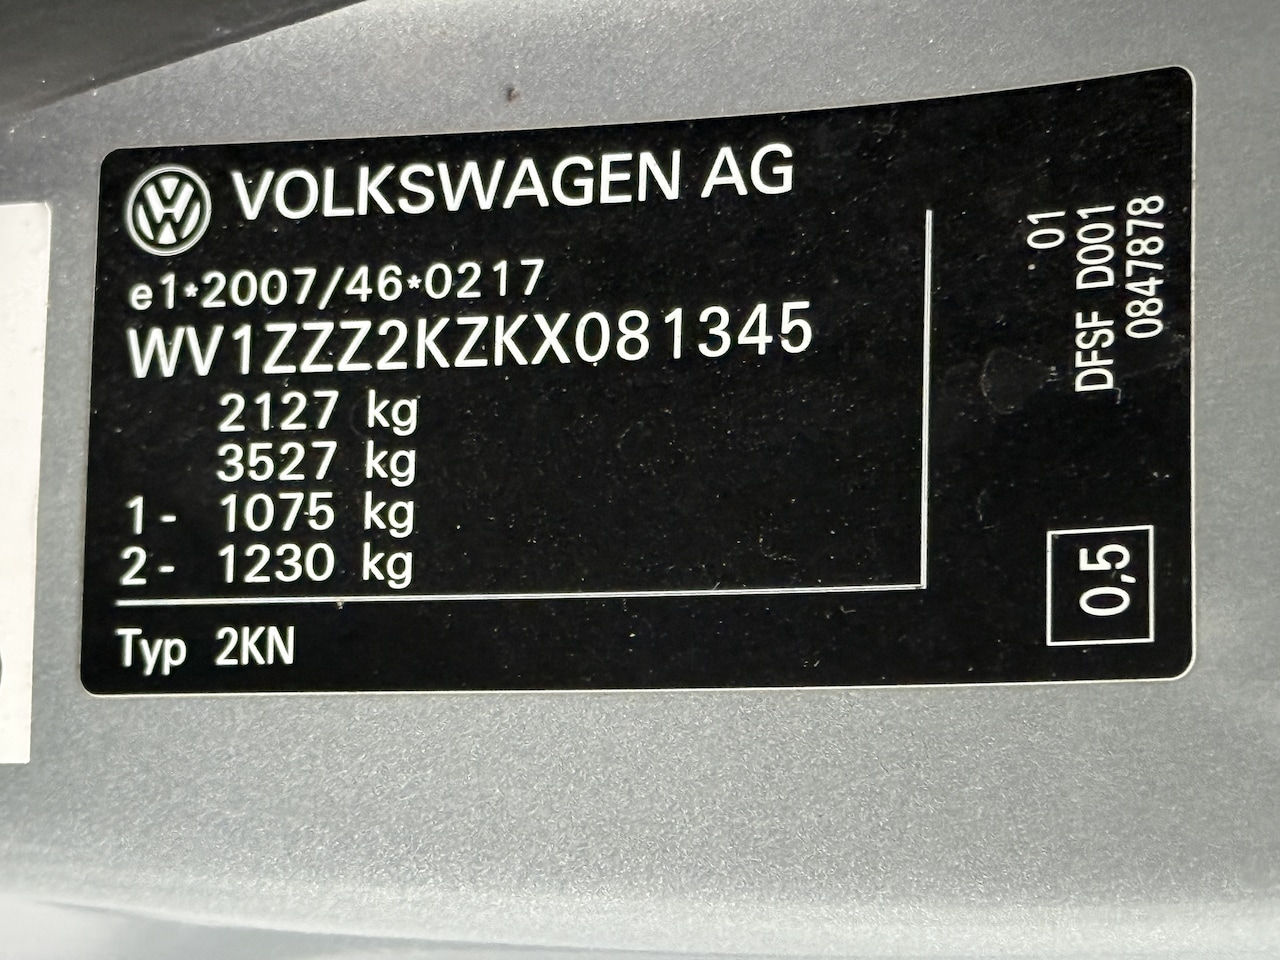 VOLKSWAGEN AG
e1*2007/46*0217
WV1ZZZ2KZKX081345
2127 kg
3527 kg
1- 1075 kg
2- 1230 kg
Typ 2KN
01
DFSF D001
0847878
0,5